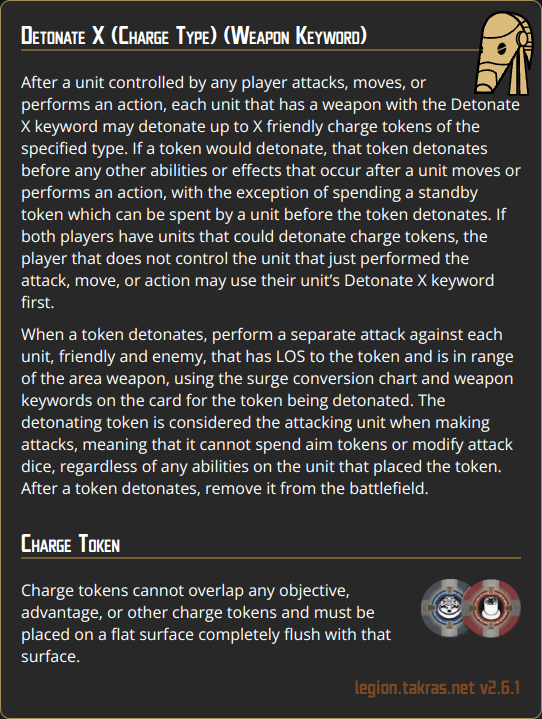 Detonate X (Charge Type) (Weapon Keyword)
After a unit controlled by any player attacks, moves, or
performs an action, each unit that has a weapon with the Detonate
X keyword may detonate up to X friendly charge tokens of the
specified type. If a token would detonate, that token detonates
before any other abilities or effects that occur after a unit moves or
performs an action, with the exception of spending a standby
token which can be spent by a unit before the token detonates. If
both players have units that could detonate charge tokens, the
player that does not control the unit that just performed the
attack, move, or action may use their unit’s Detonate X keyword
first.
When a token detonates, perform a separate attack against each
unit, friendly and enemy, that has LOS to the token and is in range
of the area weapon, using the surge conversion chart and weapon
keywords on the card for the token being detonated. The
detonating token is considered the attacking unit when making
attacks, meaning that it cannot spend aim tokens or modify attack
dice, regardless of any abilities on the unit that placed the token.
After a token detonates, remove it from the battlefield.
Charge Token
Charge tokens cannot overlap any objective,
advantage, or other charge tokens and must be
placed on a flat surface completely flush with that
surface.
legion.takras.net v2.6.1